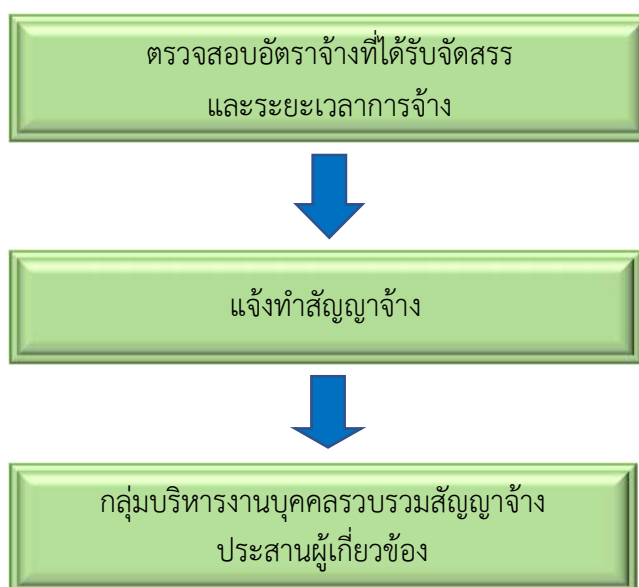 ตรวจสอบอัตราจ้างที่ได้รับจัดสรร
และระยะเวลาการจ้าง
แจ้งทำสัญญาจ้าง
กลุ่มบริหารงานบุคคลรวบรวมสัญญาจ้าง
ประสานผู้เกี่ยวข้อง